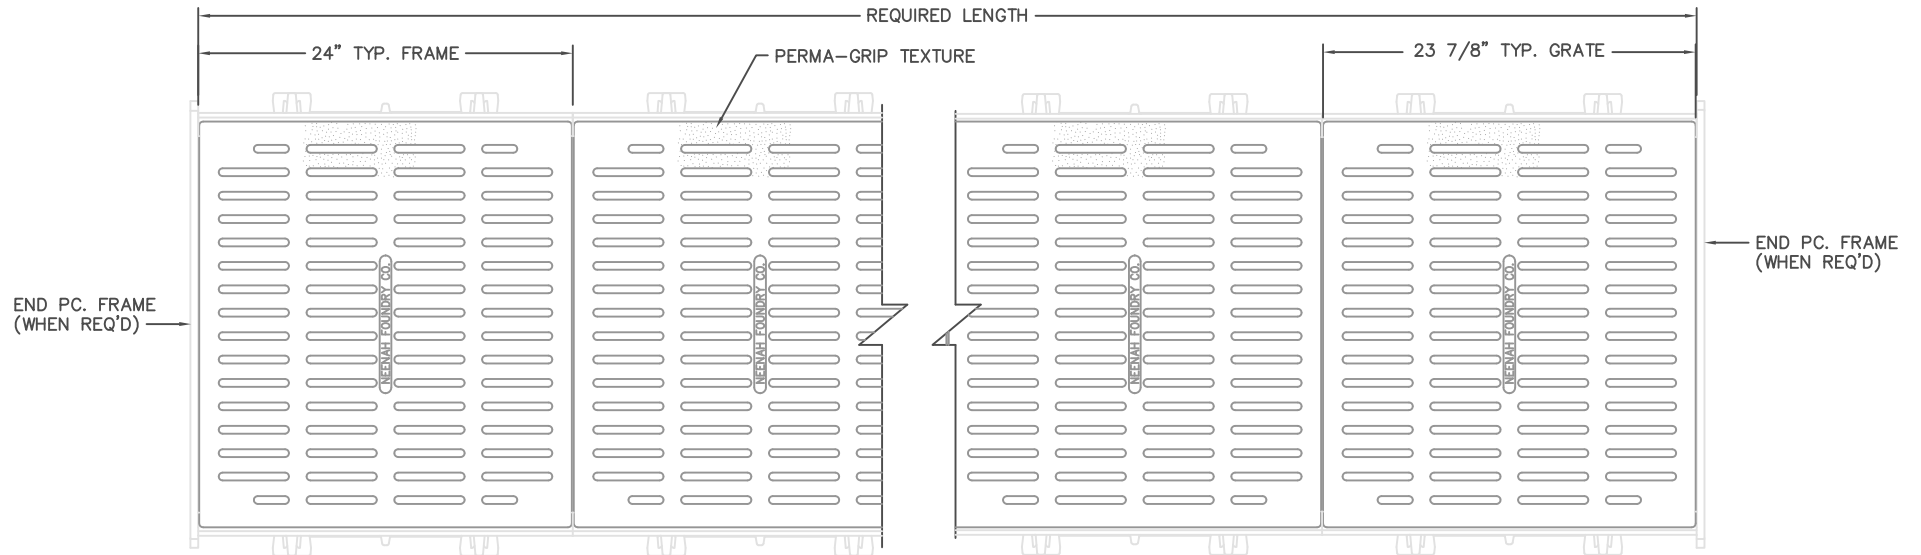 REQUIRED LENGTH
24" TYP. FRAME
PERMA-GRIP TEXTURE
23 7/8" TYP. GRATE
END PC. FRAME
(WHEN REQ'D)
END PC. FRAME
(WHEN REQ'D)
NEENAH FOUNDRY CO.
NEENAH FOUNDRY CO.
NEENAH FOUNDRY CO.
NEENAH FOUNDRY CO.